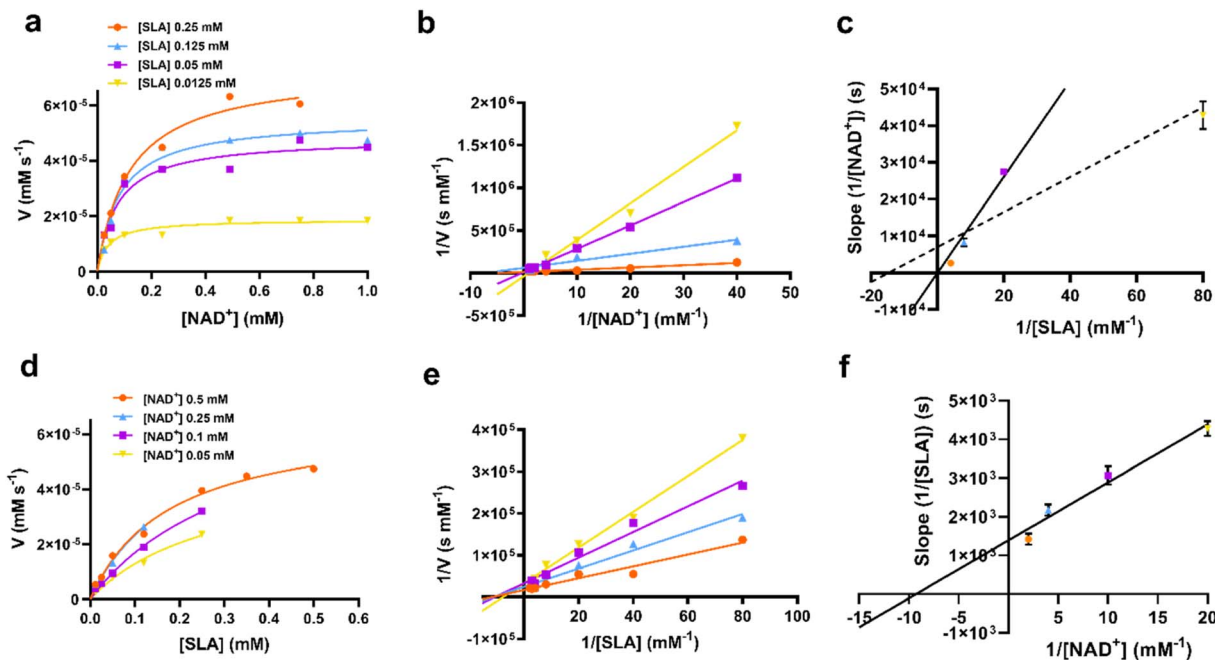 a
[SLA] 0.25 mM
[SLA] 0.125 mM
[SLA] 0.05 mM
[SLA] 0.0125 mM
6×10⁻⁵
4×10⁻⁵
2×10⁻⁵
0
V (mM s⁻¹)
0.0 0.2 0.4 0.6 0.8 1.0
[NAD⁺] (mM)
b
2×10⁶
1×10⁶
1×10⁶
5×10⁵
-5×10⁵
1/V (s mM⁻¹)
-10 10 20 30 40 50
1/[NAD⁺] (mM⁻¹)
c
5×10⁴
4×10⁴
3×10⁴
2×10⁴
1×10⁴
-1×10⁴
Slope (1/[NAD⁺]) (s)
-20 20 40 60 80
1/[SLA] (mM⁻¹)
d
[NAD⁺] 0.5 mM
[NAD⁺] 0.25 mM
[NAD⁺] 0.1 mM
[NAD⁺] 0.05 mM
6×10⁻⁵
4×10⁻⁵
2×10⁻⁵
0
V (mM s⁻¹)
0.0 0.1 0.2 0.3 0.4 0.5 0.6
[SLA] (mM)
e
4×10⁵
3×10⁵
2×10⁵
1×10⁵
-1×10⁵
1/V (s mM⁻¹)
20 40 60 80 100
1/[SLA] (mM⁻¹)
f
5×10³
4×10³
3×10³
2×10³
1×10³
-1×10³
Slope (1/[SLA]) (s)
-15 -10 -5 5 10 15 20
1/[NAD⁺] (mM⁻¹)